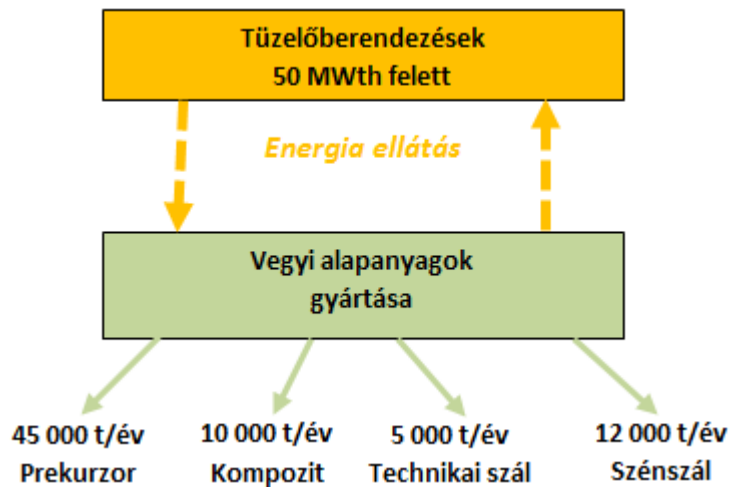 Tüzelőberendezések
50 MWth felett
Energia ellátás
Vegyi alapanyagok
gyártása
45 000 t/év
Prekurzor
10 000 t/év
Kompozit
5 000 t/év
Technikai szál
12 000 t/év
Szénszál